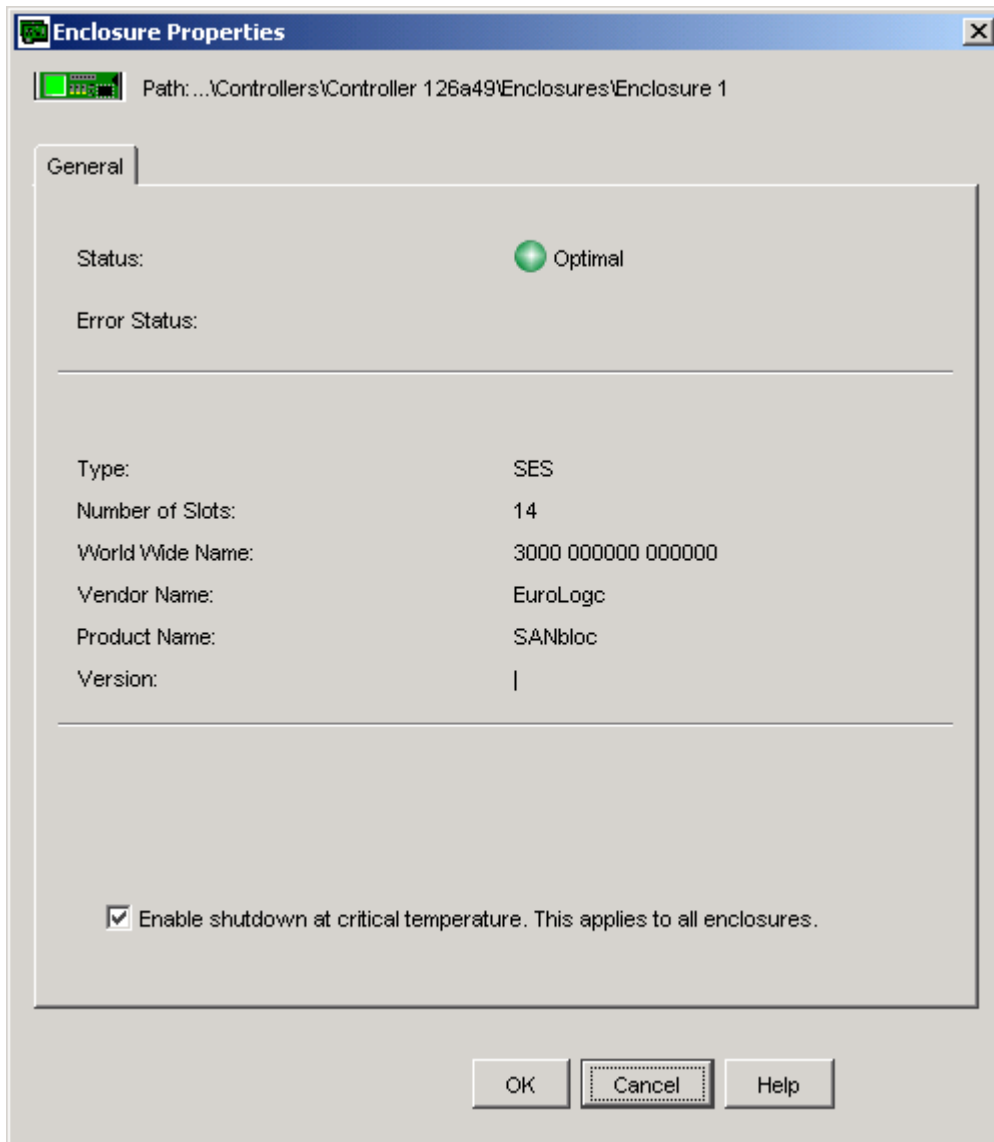 Enclosure Properties
Path:...\Controllers\Controller 126a49\Enclosures\Enclosure 1
General
Status: Optimal
Error Status:
Type: SES
Number of Slots: 14
World Wide Name: 3000 000000 000000
Vendor Name: EuroLogc
Product Name: SANbloc
Version: |
Enable shutdown at critical temperature. This applies to all enclosures.
OK Cancel Help